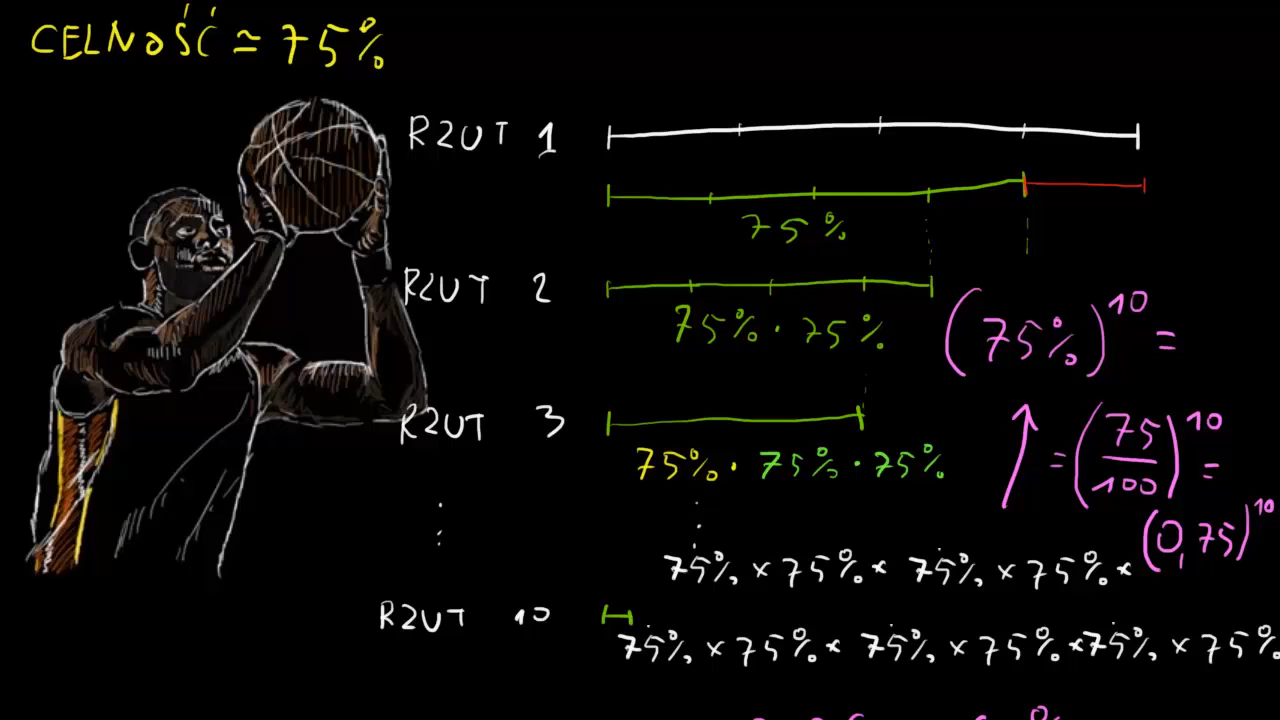 CELNOŚĆ ≃ 75%
RZUT 1
75%
RZUT 2
75% · 75%
(75%)^10 =
RZUT 3
75% · 75% · 75%
= (75/100)^10 =
(0,75)^10
75% × 75% × 75% × 75% ×
RZUT 10
75% × 75% × 75% × 75% × 75% × 75%